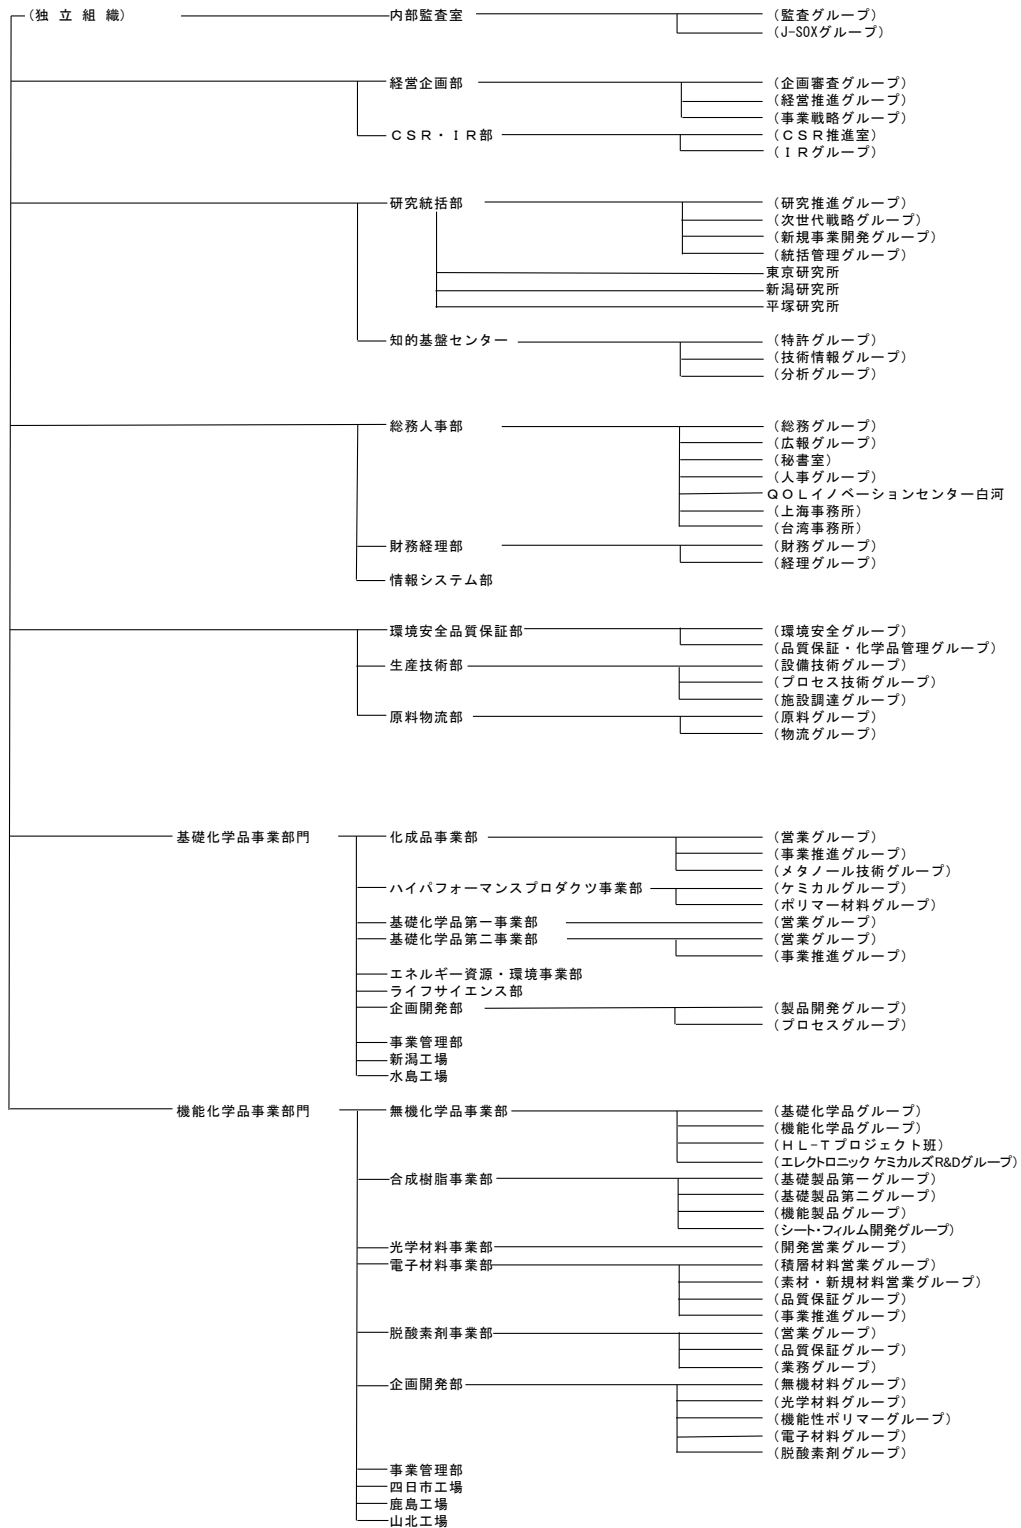 （独 立 組 織） 内部監査室 （監査グループ）
（J-SOXグループ）
経営企画部 （企画審査グループ）
（経営推進グループ）
（事業戦略グループ）
ＣＳＲ・ＩＲ部 （ＣＳＲ推進室）
（ＩＲグループ）
研究統括部 （研究推進グループ）
（次世代戦略グループ）
（新規事業開発グループ）
（統括管理グループ）
東京研究所
新潟研究所
平塚研究所
知的基盤センター （特許グループ）
（技術情報グループ）
（分析グループ）
総務人事部 （総務グループ）
（広報グループ）
（秘書室）
（人事グループ）
ＱＯＬイノベーションセンター白河
（上海事務所）
（台湾事務所）
財務経理部 （財務グループ）
（経理グループ）
情報システム部
環境安全品質保証部 （環境安全グループ）
（品質保証・化学品管理グループ）
生産技術部 （設備技術グループ）
（プロセス技術グループ）
（施設調達グループ）
原料物流部 （原料グループ）
（物流グループ）
基礎化学品事業部門 化成品事業部 （営業グループ）
（事業推進グループ）
（メタノール技術グループ）
ハイパフォーマンスプロダクツ事業部 （ケミカルグループ）
（ポリマー材料グループ）
基礎化学品第一事業部 （営業グループ）
基礎化学品第二事業部 （営業グループ）
（事業推進グループ）
エネルギー資源・環境事業部
ライフサイエンス部
企画開発部 （製品開発グループ）
（プロセスグループ）
事業管理部
新潟工場
水島工場
機能化学品事業部門 無機化学品事業部 （基礎化学品グループ）
（機能化学品グループ）
（ＨＬ-Ｔプロジェクト班）
（エレクトロニック ケミカルズR&Dグループ）
合成樹脂事業部 （基礎製品第一グループ）
（基礎製品第二グループ）
（機能製品グループ）
（シート・フィルム開発グループ）
光学材料事業部 （開発営業グループ）
電子材料事業部 （積層材料営業グループ）
（素材・新規材料営業グループ）
（品質保証グループ）
（事業推進グループ）
脱酸素剤事業部 （営業グループ）
（品質保証グループ）
（業務グループ）
企画開発部 （無機材料グループ）
（光学材料グループ）
（機能性ポリマーグループ）
（電子材料グループ）
（脱酸素剤グループ）
事業管理部
四日市工場
鹿島工場
山北工場